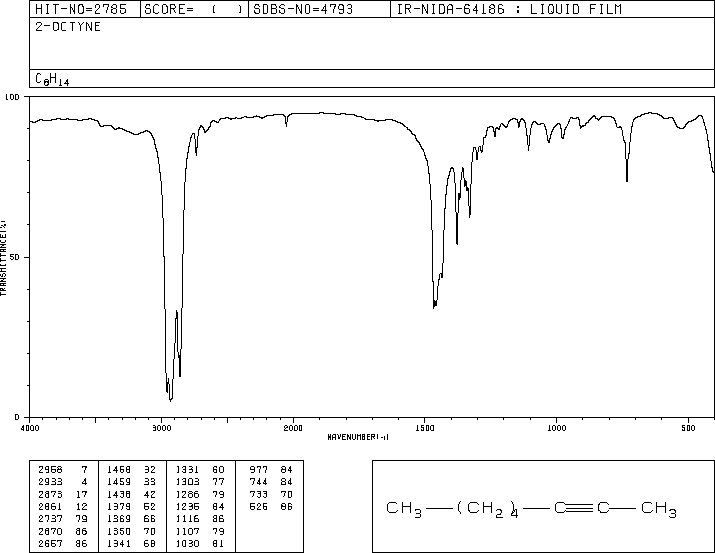 HIT-NO=2785 SCORE= ( ) SDBS-NO=4793 IR-NIDA-64186 : LIQUID FILM
2-OCTYNE
C8H14
100
50
0
TRANSMITTANCE(%)
4000 3000 2000 1500 1000 500
WAVENUMBER(-1)
2958 7 1458 32 1331 60 977 84
2933 4 1459 33 1303 77 744 84
2873 17 1438 42 1286 79 733 70
2861 12 1379 52 1236 84 526 86
2737 79 1369 66 1116 86
2670 86 1350 70 1107 79
2657 86 1341 68 1030 81
CH3—(CH2)4—C≡C—CH3